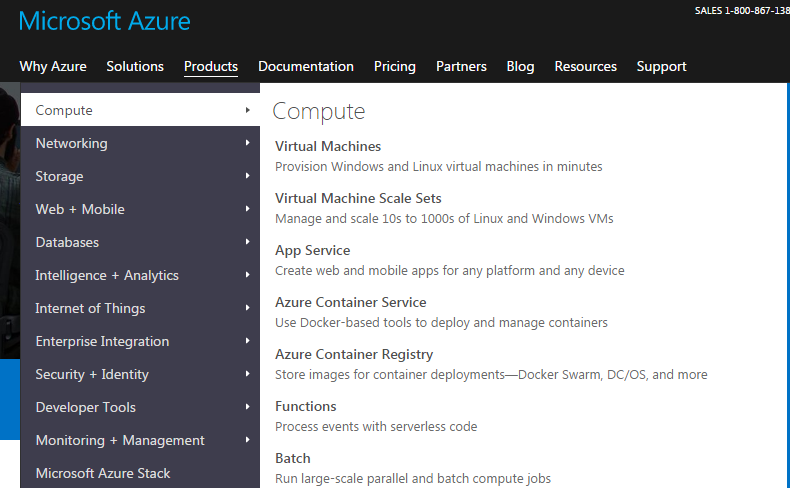 Microsoft Azure
SALES 1-800-867-138
Why Azure Solutions Products Documentation Pricing Partners Blog Resources Support
Compute
Networking
Storage
Web + Mobile
Databases
Intelligence + Analytics
Internet of Things
Enterprise Integration
Security + Identity
Developer Tools
Monitoring + Management
Microsoft Azure Stack
Compute
Virtual Machines
Provision Windows and Linux virtual machines in minutes
Virtual Machine Scale Sets
Manage and scale 10s to 1000s of Linux and Windows VMs
App Service
Create web and mobile apps for any platform and any device
Azure Container Service
Use Docker-based tools to deploy and manage containers
Azure Container Registry
Store images for container deployments—Docker Swarm, DC/OS, and more
Functions
Process events with serverless code
Batch
Run large-scale parallel and batch compute jobs